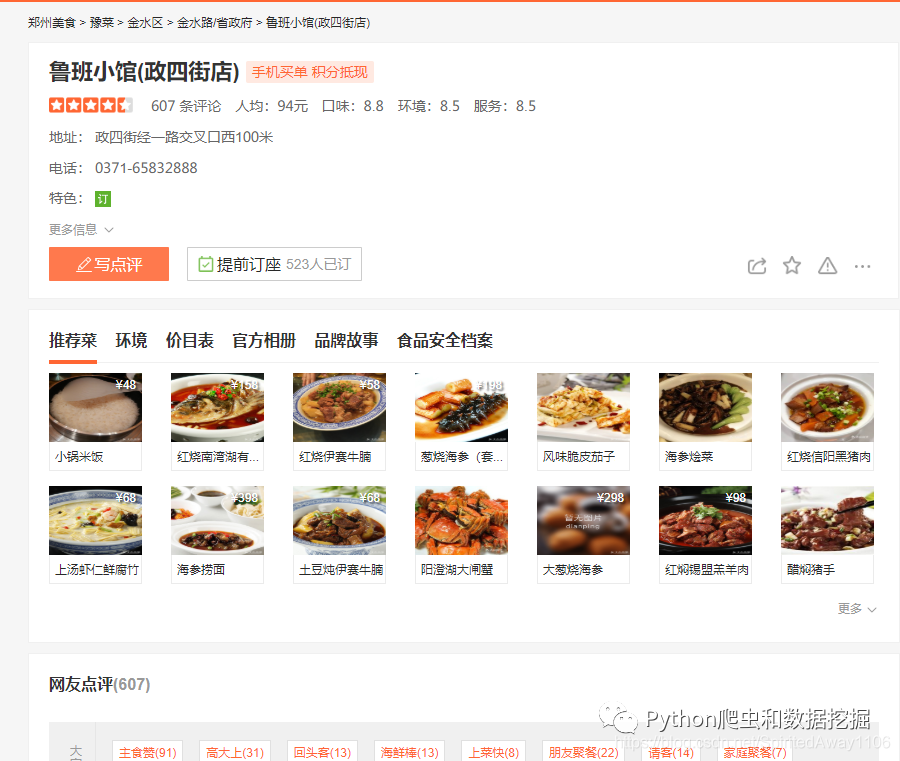 郑州美食 > 豫菜 > 金水区 > 金水路/省政府 > 鲁班小馆(政四街店)
鲁班小馆(政四街店) 手机买单 积分抵现
607 条评论 人均：94元 口味：8.8 环境：8.5 服务：8.5
地址： 政四街经一路交叉口西100米
电话： 0371-65832888
特色： 订
更多信息
写点评 提前订座 523人已订
推荐菜 环境 价目表 官方相册 品牌故事 食品安全档案
¥48 ¥158 ¥58 ¥198
小锅米饭 红烧南湾湖有... 红烧伊赛牛腩 葱烧海参（套... 风味脆皮茄子 海参烩菜 红烧信阳黑猪肉
¥68 ¥398 ¥68 ¥298 ¥98
暂无图片
dianping
上汤虾仁鲜腐竹 海参捞面 土豆炖伊赛牛腩 阳澄湖大闸蟹 大葱烧海参 红焖锡盟羔羊肉 醋焖猪手
更多
网友点评(607)
Python爬虫和数据挖掘
https://blog.csdn.net/SpiritedAway1106
大 主食赞(91) 高大上(31) 回头客(13) 海鲜棒(13) 上菜快(8) 朋友聚餐(22) 请客(14) 家庭聚餐(7)